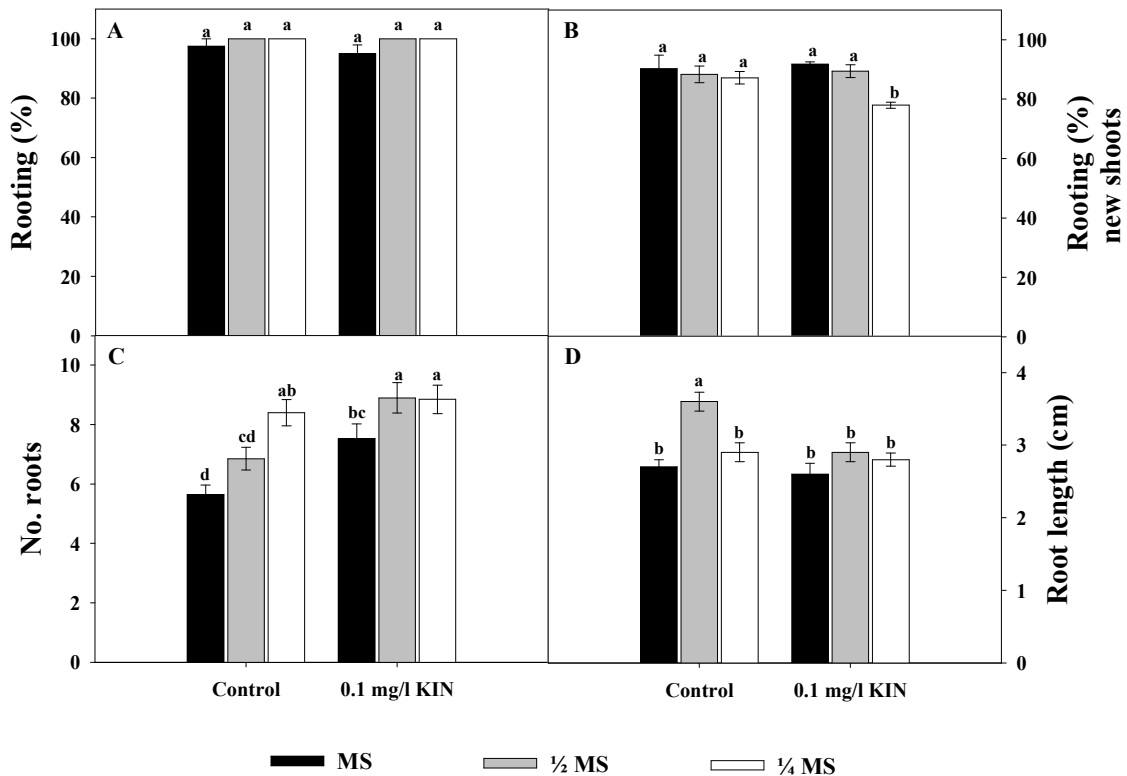 A
a a a a a a
100
80
60
40
20
0
Rooting (%)
B
a a a a a b
100
80
60
40
20
0
Rooting (%)
new shoots
C
d cd ab bc a a
10
8
6
4
2
0
No. roots
Control 0.1 mg/l KIN
D
b a b b b b
4
3
2
1
0
Root length (cm)
Control 0.1 mg/l KIN
MS ½ MS ¼ MS